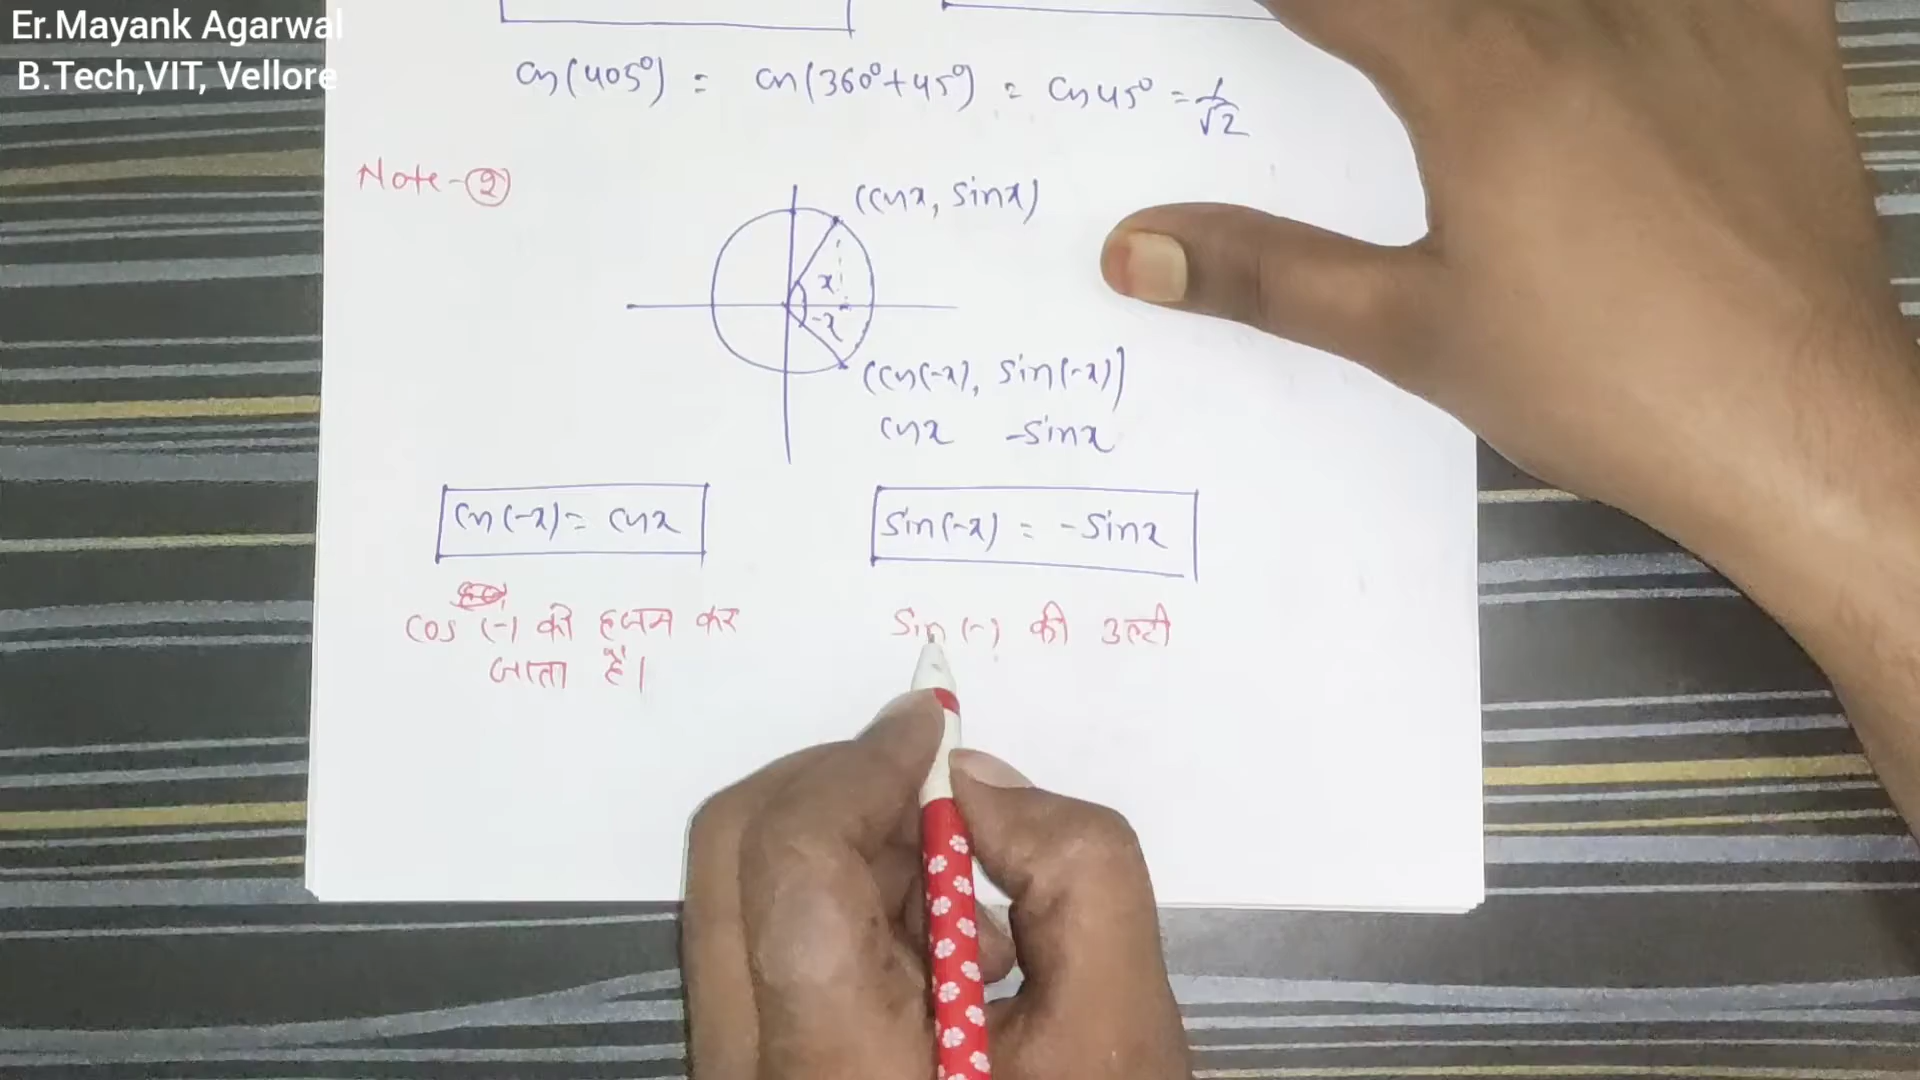 Er.Mayank Agarwal
B.Tech,VIT, Vellore
cos(405°) = cos(360°+45°) = cos45° = 1/√2
Note-②
(cosx, sinx)
x
-x
(cos(-x), sin(-x))
cosx -sinx
cos(-x) = cosx
sin(-x) = -sinx
cos (-) को हजम कर
जाता है।
sin (-) की उल्टी